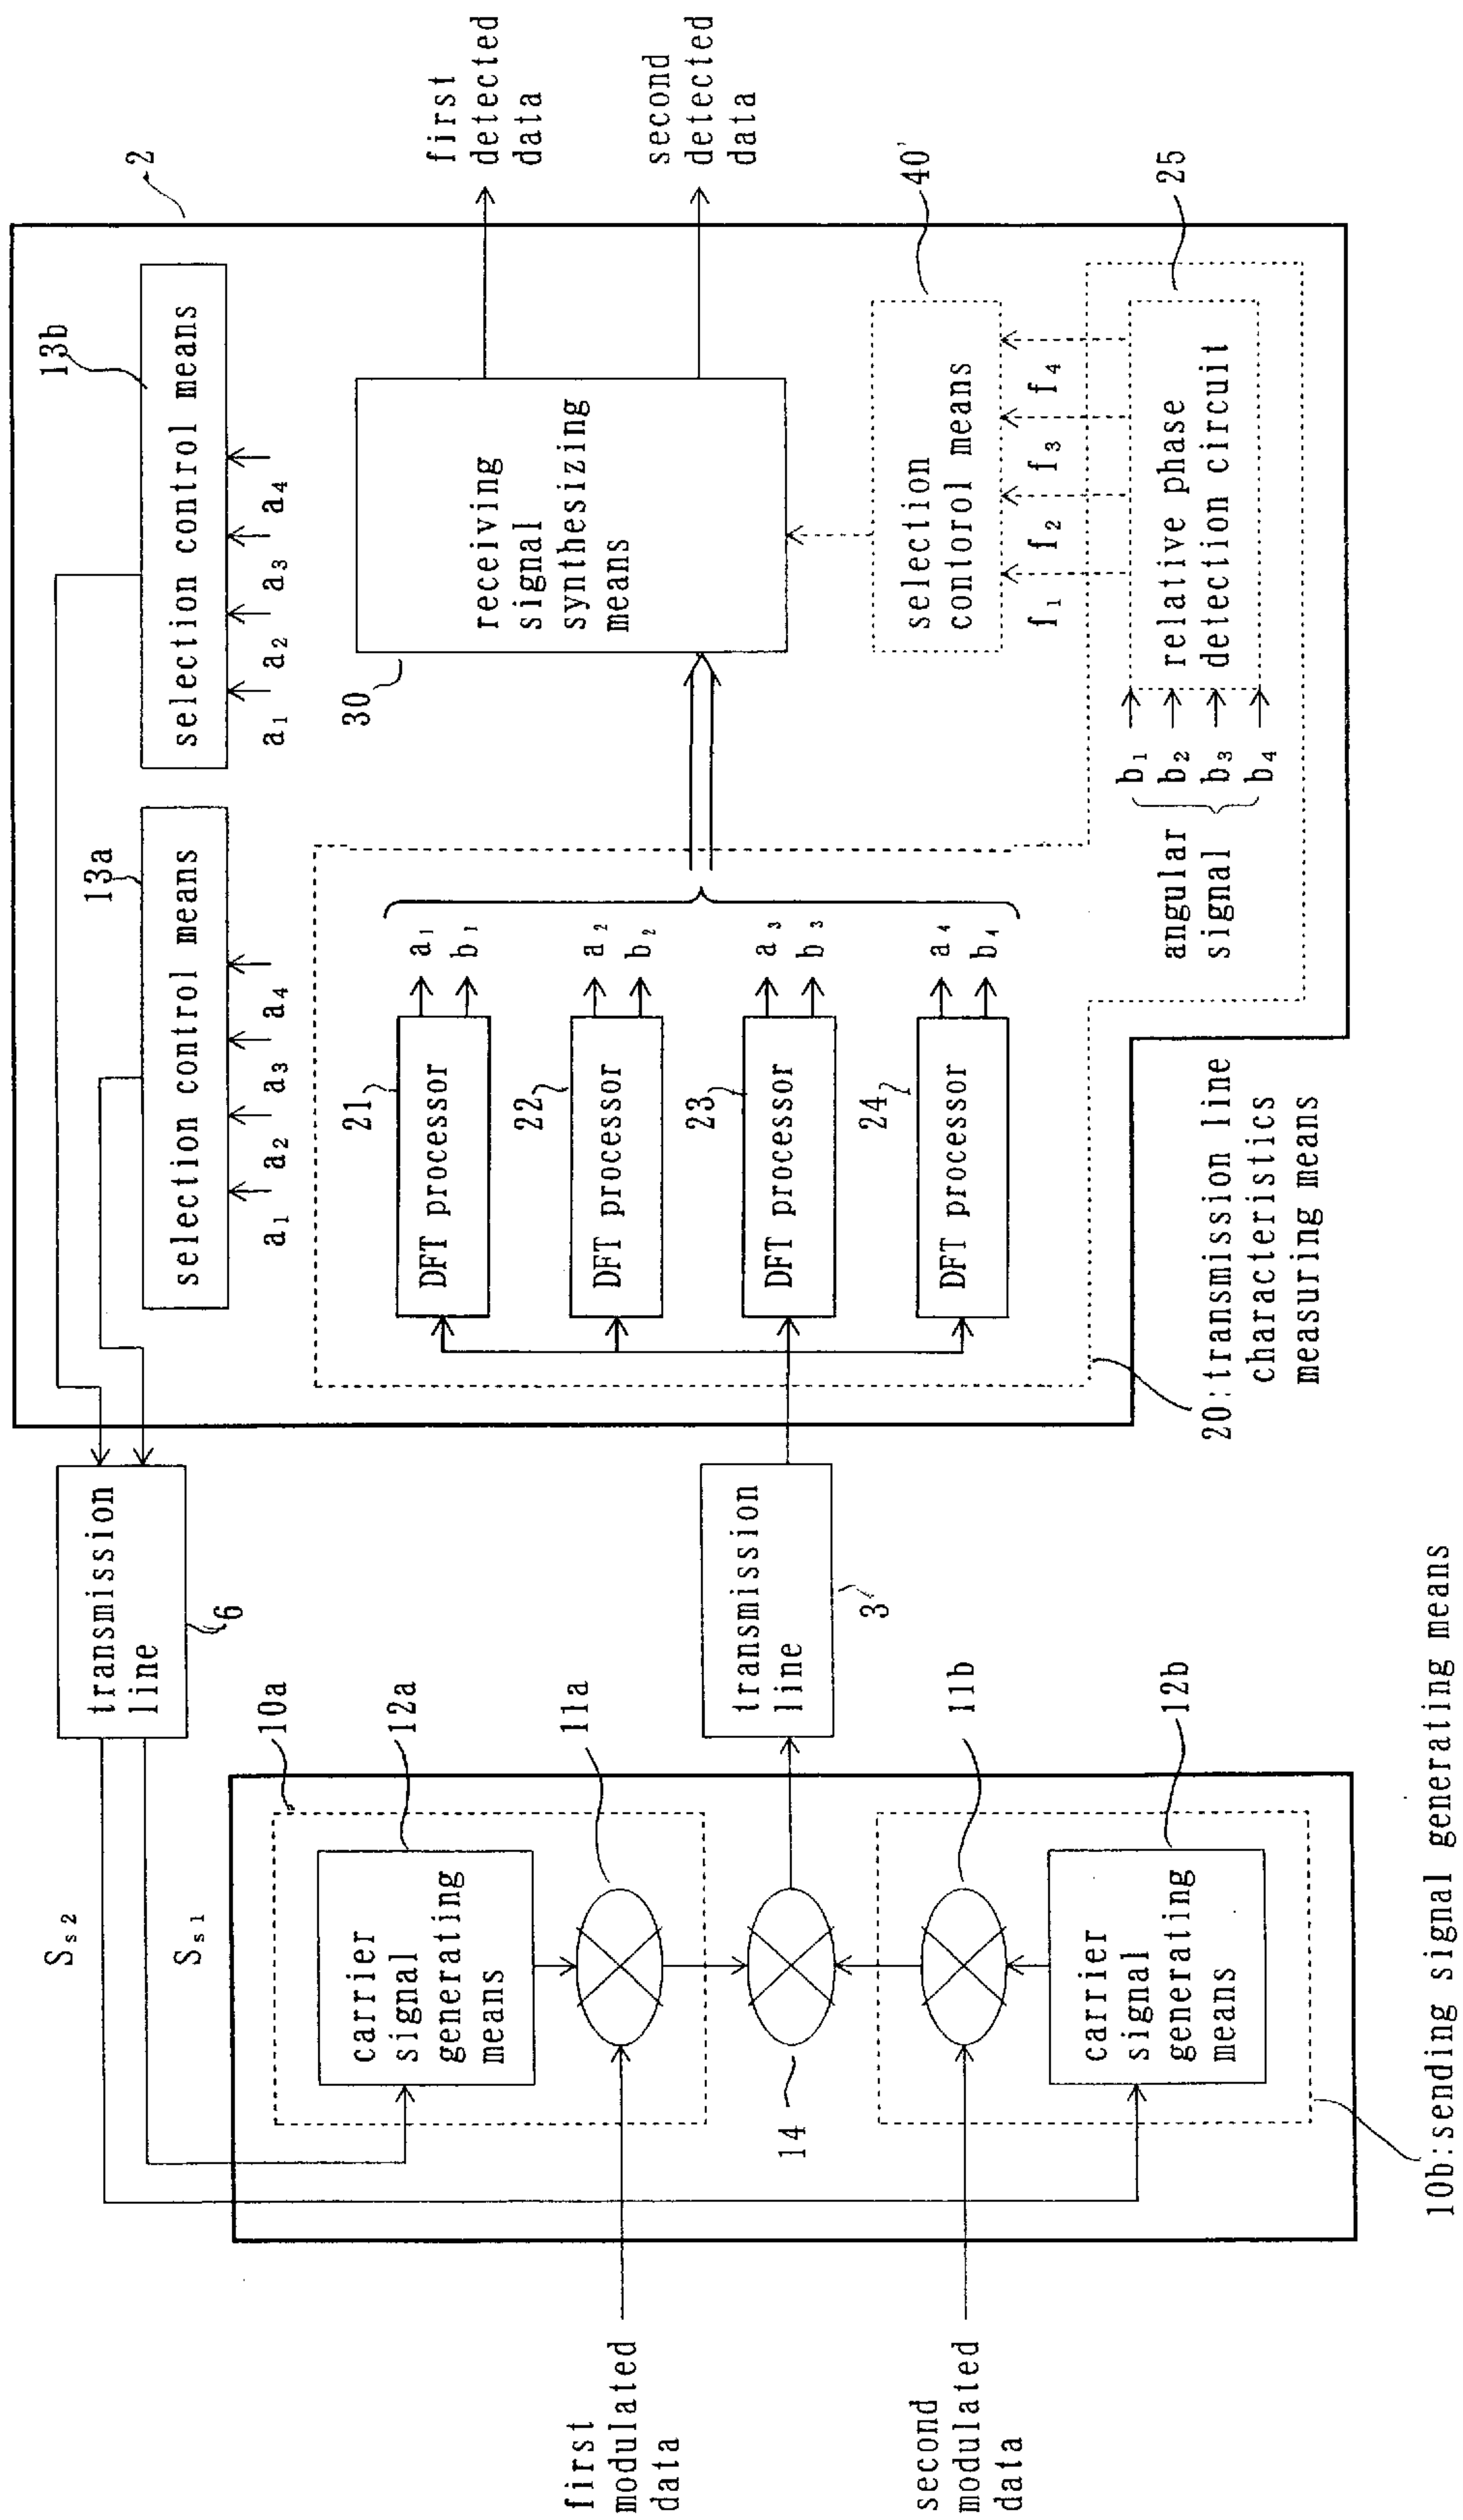 2
13b
selection control means
a₁ a₂ a₃ a₄
13a
selection control means
a₁ a₂ a₃ a₄
first
detected
data
second
detected
data
30
receiving
signal
synthesizing
means
40'
selection
contorol means
f₁ f₂ f₃ f₄
25
relative phase
detection circuit
b₁
b₂
b₃
b₄
angular
signal
21
DFT processor
a₁
b₁
22
DFT processor
a₂
b₂
23
DFT processor
a₃
b₃
24
DFT processor
a₄
b₄
20:transmission line
characteristics
measuring means
transmission
line
6
transmission
line
3
Ss2
Ss1
10a
12a
carrier
signal
generating
means
11a
14
11b
12b
carrier
signal
generating
means
first
modulated
data
second
modulated
data
10b:sending signal generating means